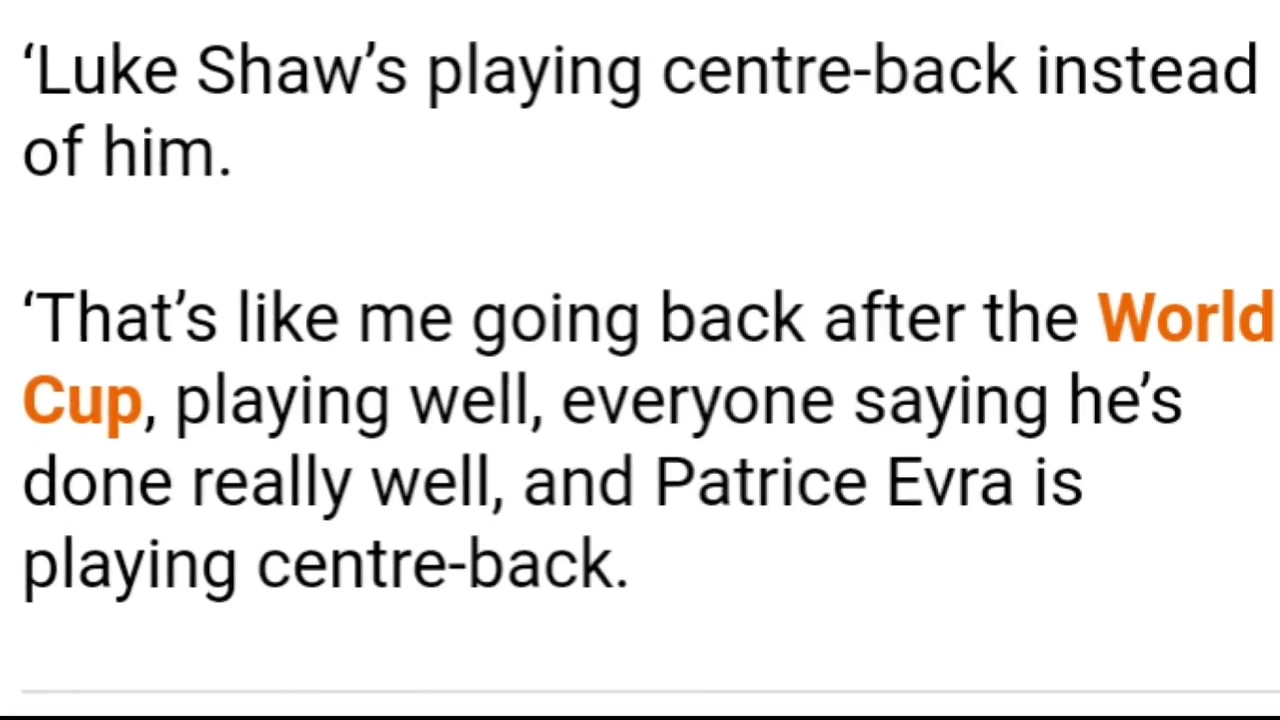 ‘Luke Shaw’s playing centre-back instead
of him.
‘That’s like me going back after the World
Cup, playing well, everyone saying he’s
done really well, and Patrice Evra is
playing centre-back.